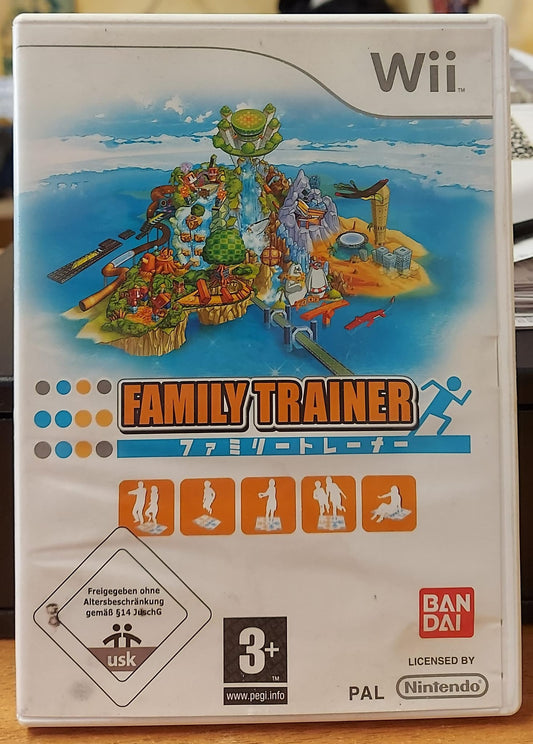 Wii
TM
FAMILY TRAINER
ファミリートレーナー
Freigegeben ohne
Altersbeschränkung
gemäß §14 JuSchG
usk
3+
www.pegi.info
BAN
DAI
LICENSED BY
PAL
Nintendo